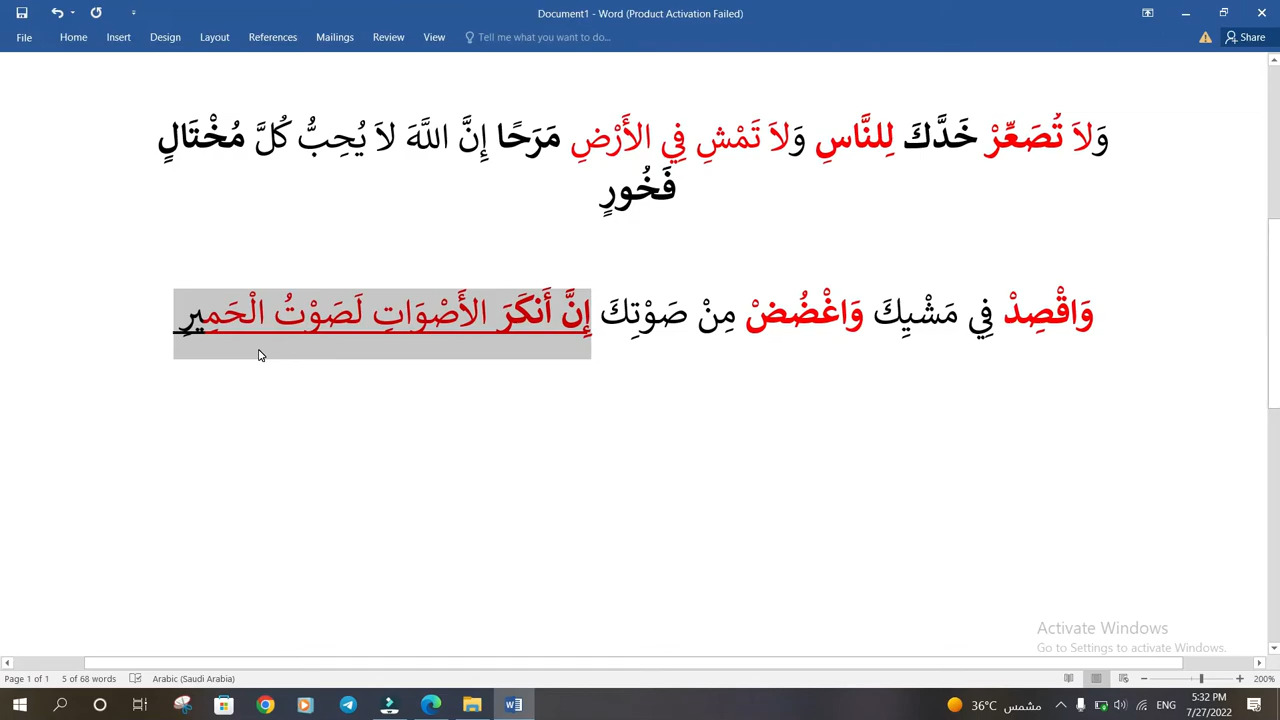 Document1 - Word (Product Activation Failed)
File Home Insert Design Layout References Mailings Review View Tell me what you want to do... Share
وَلاَ تُصَعِّرْ خَدَّكَ لِلنَّاسِ وَلاَ تَمْشِ فِي الأَرْضِ مَرَحًا إِنَّ اللَّهَ لاَ يُحِبُّ كُلَّ مُخْتَالٍ
فَخُورٍ
وَاقْصِدْ فِي مَشْيِكَ وَاغْضُضْ مِنْ صَوْتِكَ إِنَّ أَنكَرَ الأَصْوَاتِ لَصَوْتُ الْحَمِيرِ
Activate Windows
Go to Settings to activate Windows.
Page 1 of 1 5 of 68 words Arabic (Saudi Arabia) 200%
36°C مشمس 5:32 PM
7/27/2022